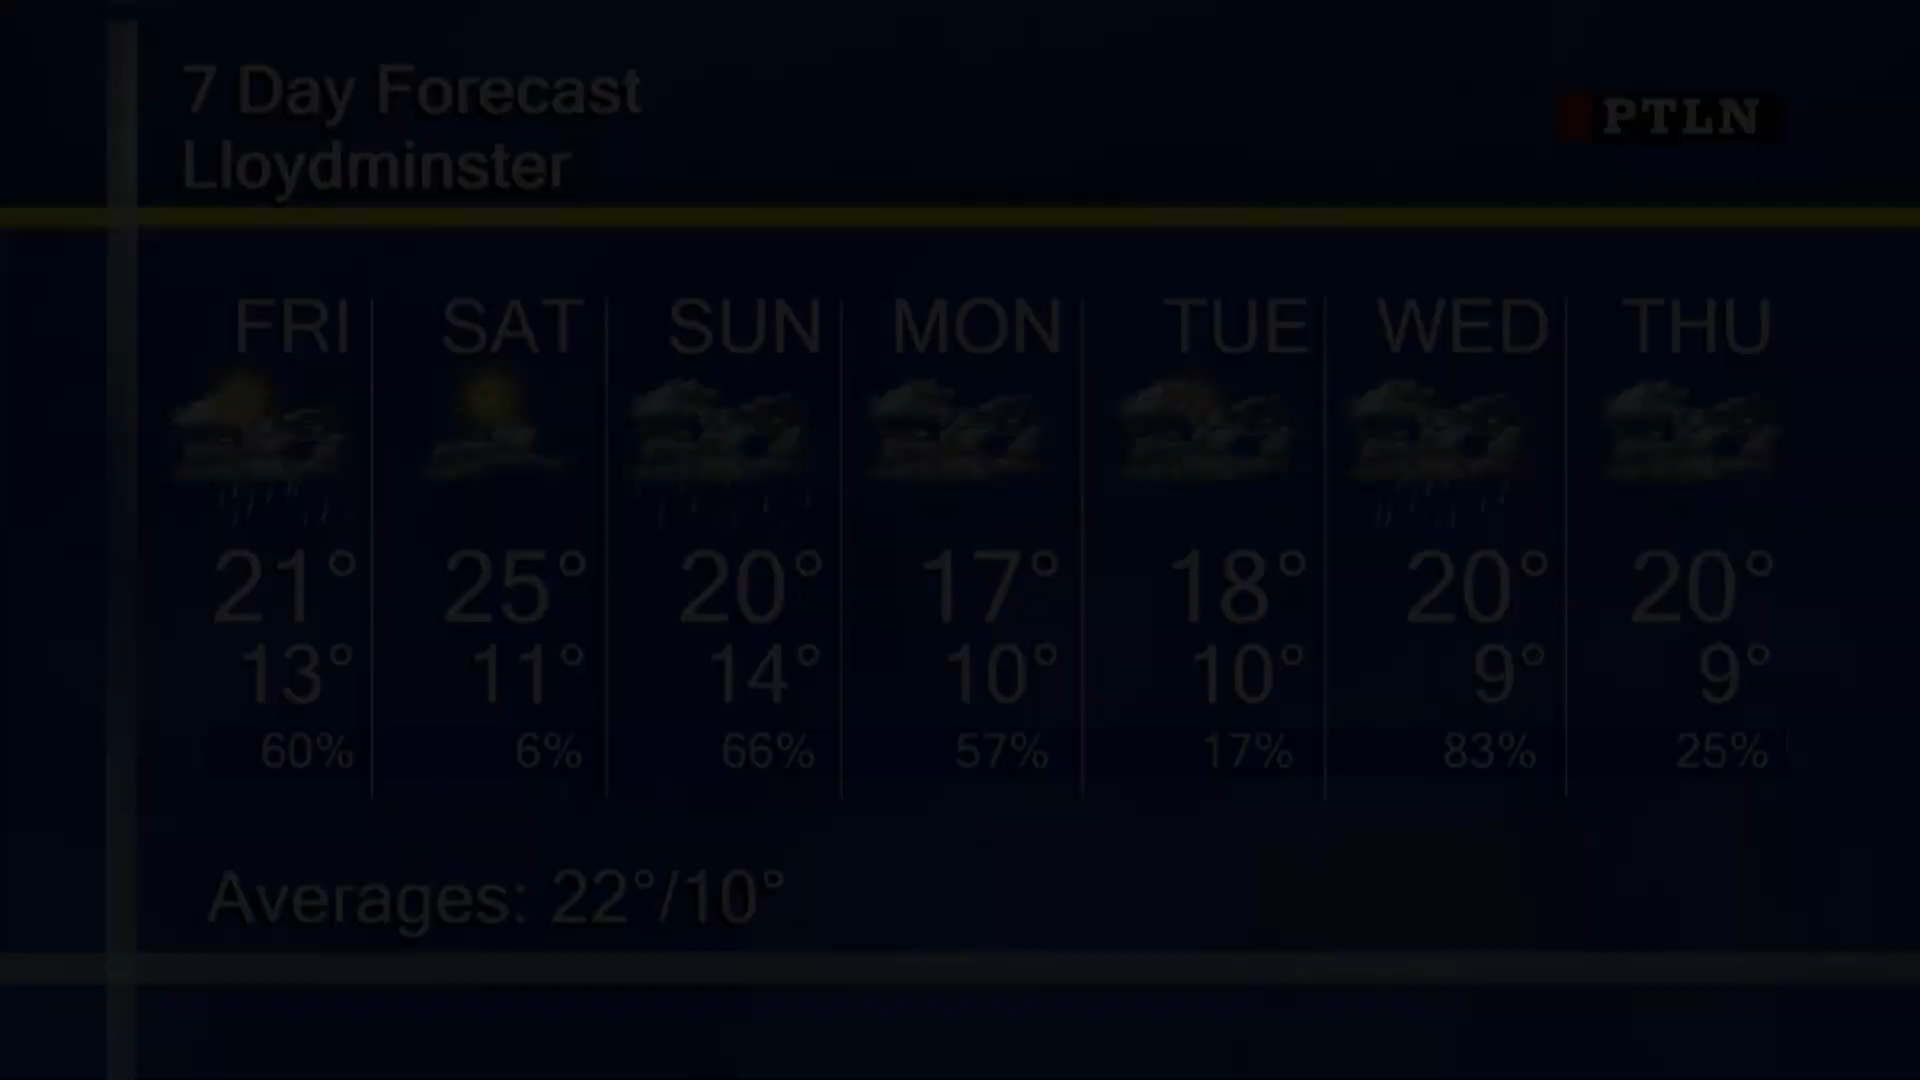 7 Day Forecast
Lloydminster
PTLN
FRI SAT SUN MON TUE WED THU
21° 25° 20° 17° 18° 20° 20°
13° 11° 14° 10° 10° 9° 9°
60% 6% 66% 57% 17% 83% 25%
Averages: 22°/10°